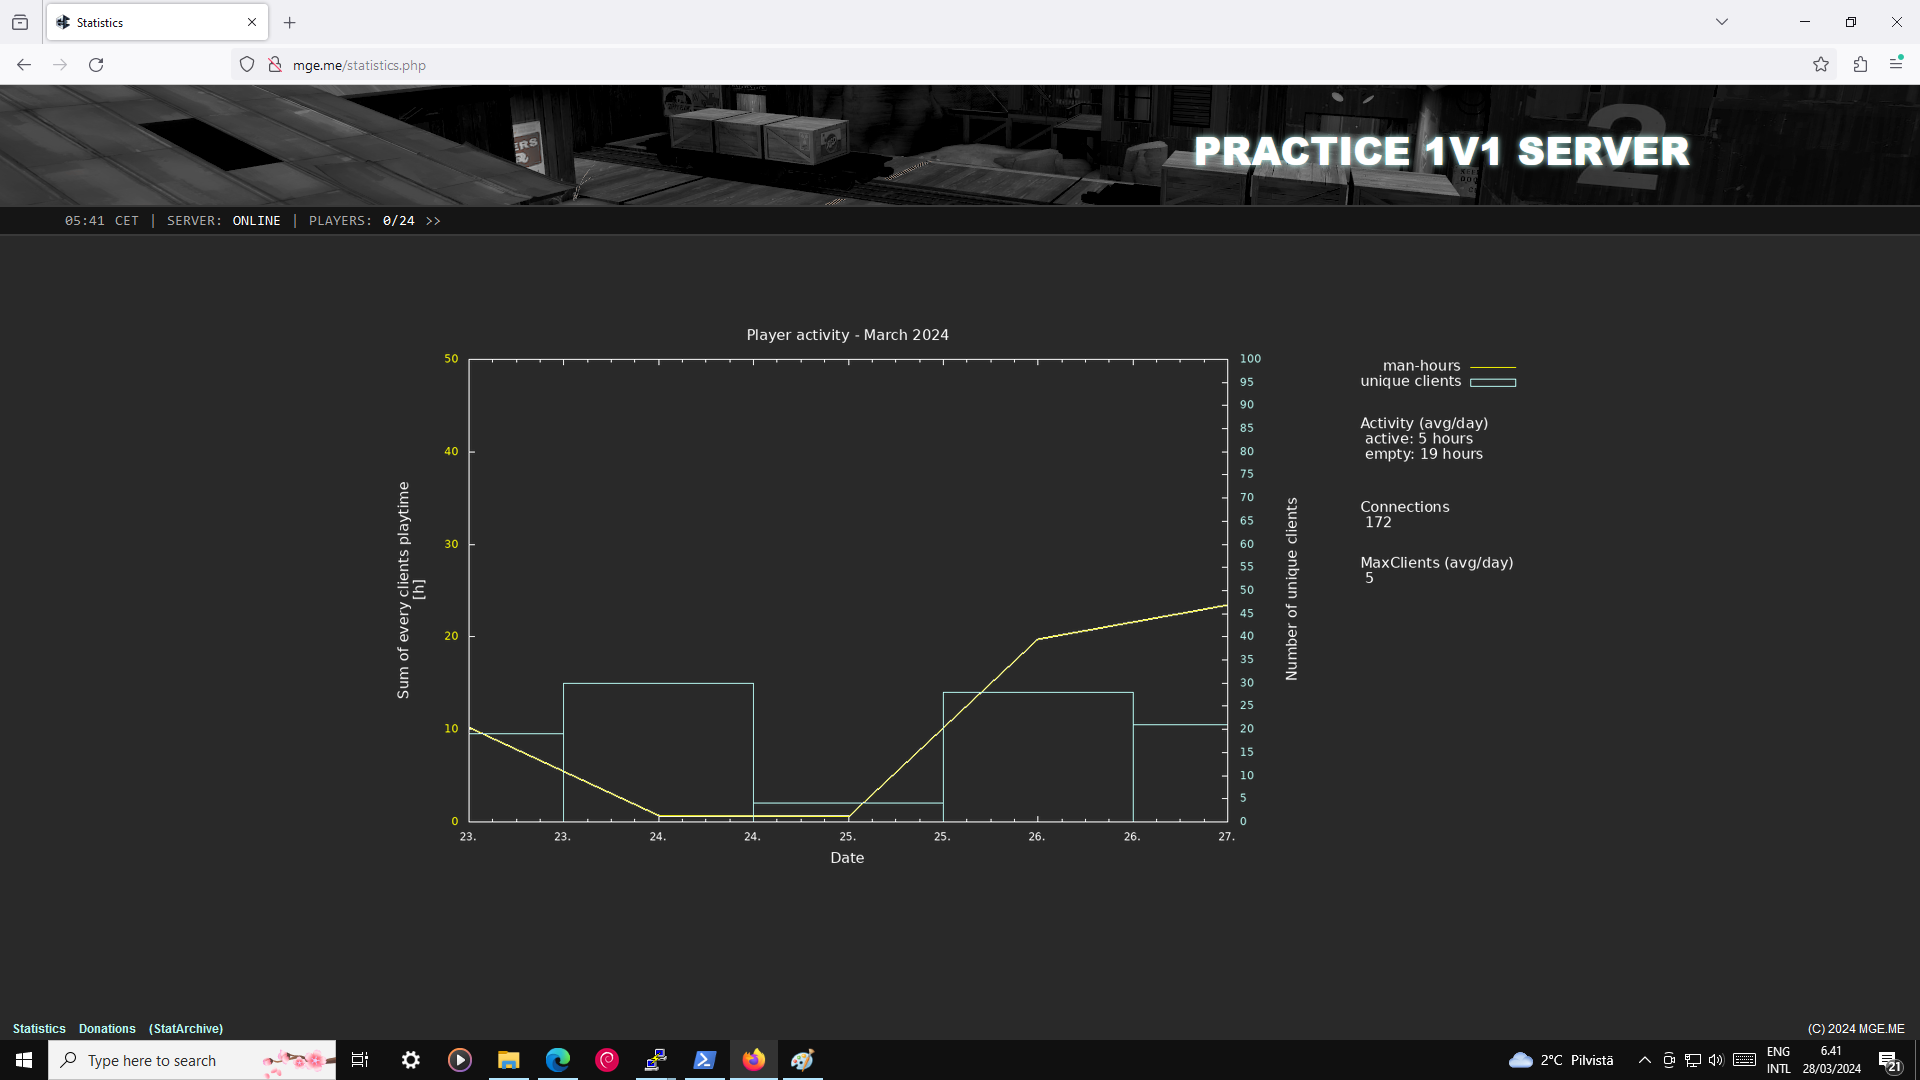 Statistics
mge.me/statistics.php
ERS
2
PRACTICE 1V1 SERVER
05:41 CET | SERVER: ONLINE | PLAYERS: 0/24 >>
Player activity - March 2024
50
40
30
20
10
0
Sum of every clients playtime
[h]
100
95
90
85
80
75
70
65
60
55
50
45
40
35
30
25
20
15
10
5
0
Number of unique clients
23. 23. 24. 24. 25. 25. 26. 26. 27.
Date
man-hours
unique clients
Activity (avg/day)
active: 5 hours
empty: 19 hours
Connections
172
MaxClients (avg/day)
5
Statistics Donations (StatArchive)
(C) 2024 MGE.ME
Type here to search
2°C Pilvistä
ENG
INTL
6.41
28/03/2024
21